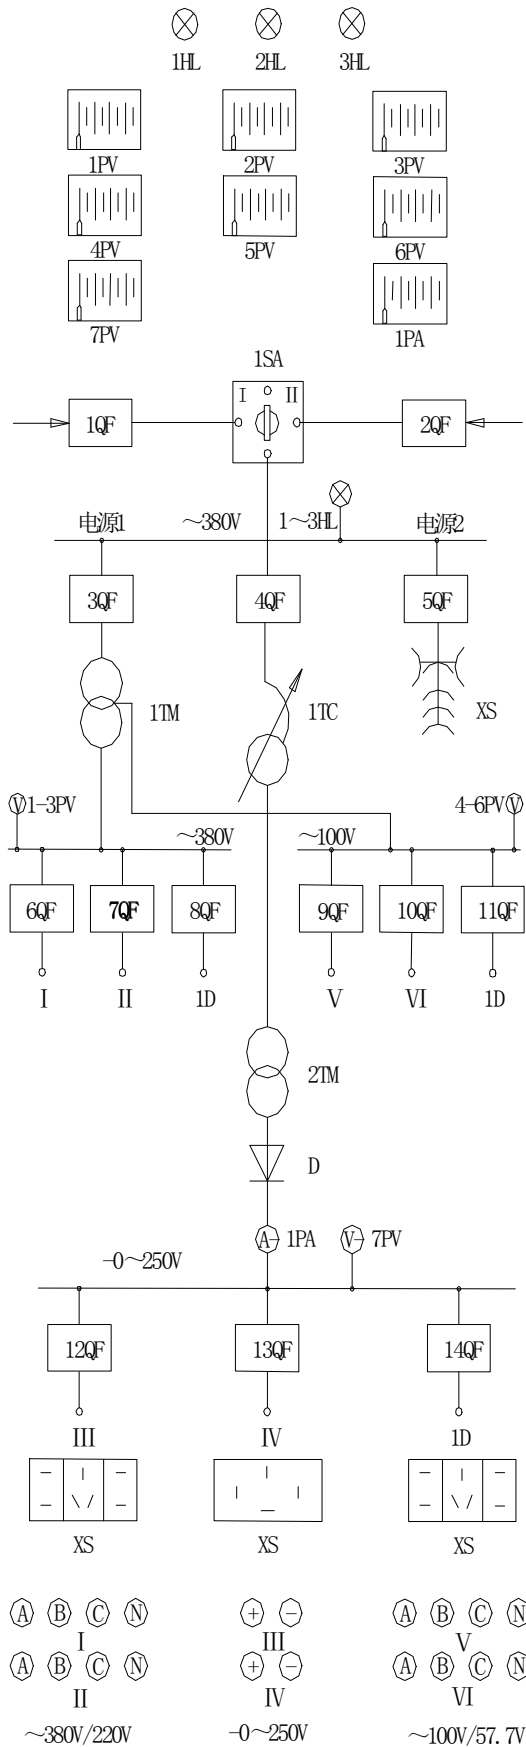 1HL 2HL 3HL
1PV 2PV 3PV
4PV 5PV 6PV
7PV 1PA
1SA
I II
1QF 2QF
电源1 ~380V 1~3HL 电源2
3QF 4QF 5QF
1TM 1TC XS
V 1-3PV 4-6PV V
~380V ~100V
6QF 7QF 8QF 9QF 10QF 11QF
I II 1D V VI 1D
2TM
D
A- 1PA V- 7PV
-0~250V
12QF 13QF 14QF
III IV 1D
XS XS XS
A B C N + - A B C N
I III V
A B C N + - A B C N
II IV VI
~380V/220V -0~250V ~100V/57.7V